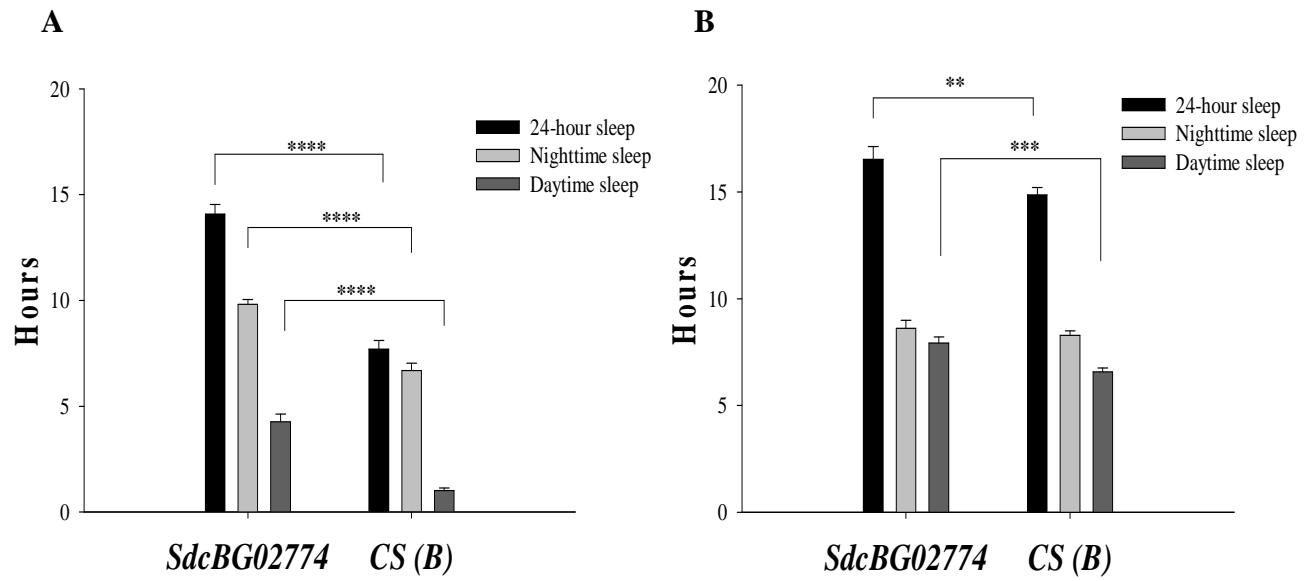 A
20
15
10
5
0
Hours
****
****
****
24-hour sleep
Nighttime sleep
Daytime sleep
SdcBG02774 CS (B)
B
20
15
10
5
0
Hours
**
***
24-hour sleep
Nighttime sleep
Daytime sleep
SdcBG02774 CS (B)